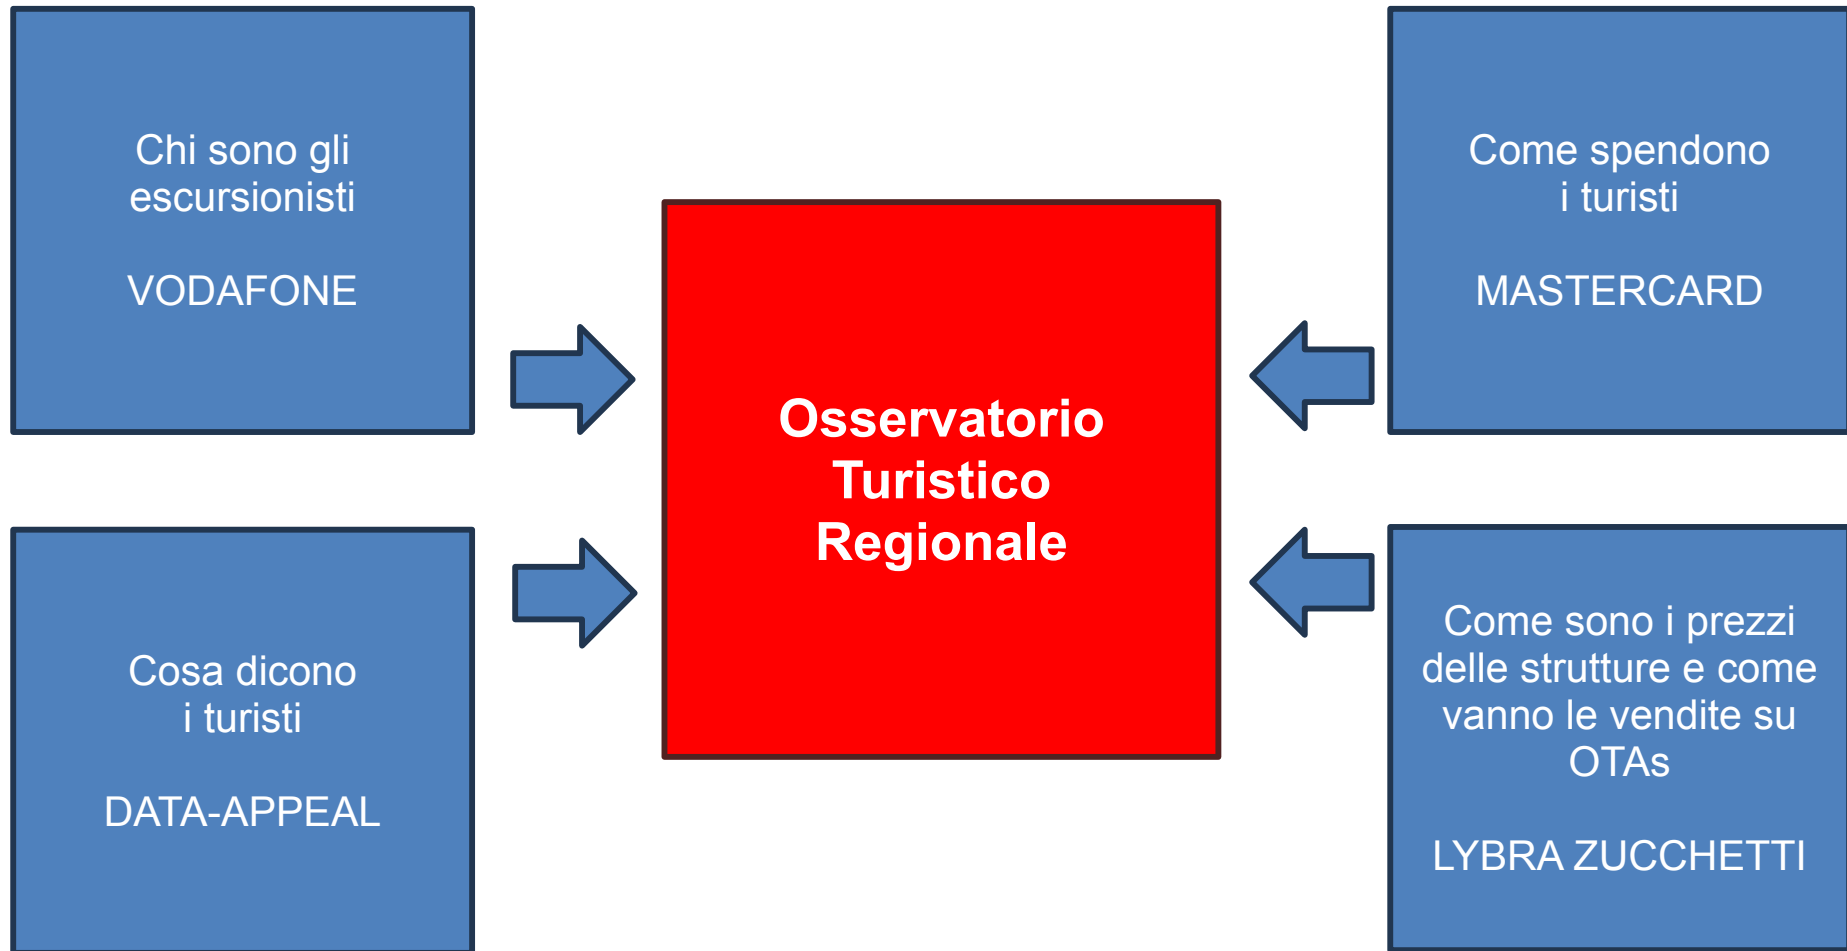 Chi sono gli
escursionisti
VODAFONE
Cosa dicono
i turisti
DATA-APPEAL
Osservatorio
Turistico
Regionale
Come spendono
i turisti
MASTERCARD
Come sono i prezzi
delle strutture e come
vanno le vendite su
OTAs
LYBRA ZUCCHETTI